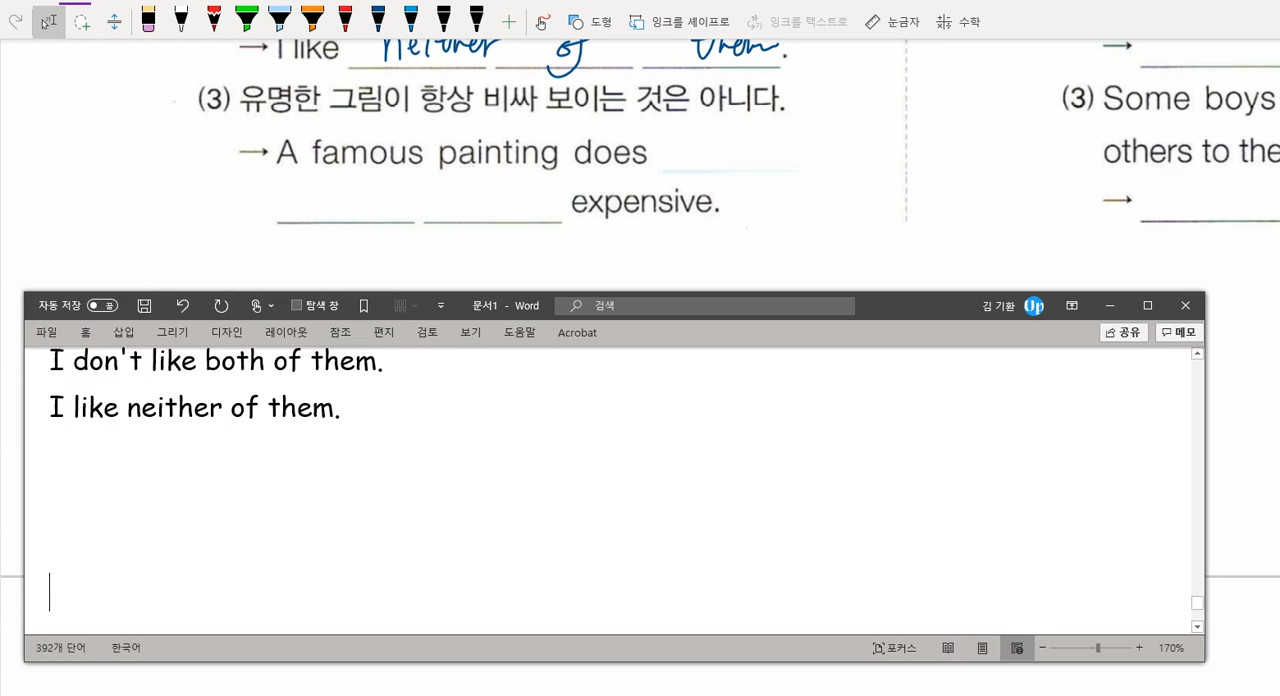 도형 잉크를 셰이프로 잉크를 텍스트로 눈금자 수학
→ I like neither of them.
(3) 유명한 그림이 항상 비싸 보이는 것은 아니다.
→ A famous painting does
expensive.
→
(3) Some boys
others to the
→
자동 저장 끔 탐색 창 문서1 - Word 검색 김 기환 Up
파일 홈 삽입 그리기 디자인 레이아웃 참조 편지 검토 보기 도움말 Acrobat 공유 메모
I don't like both of them.
I like neither of them.
392개 단어 한국어 포커스 170%